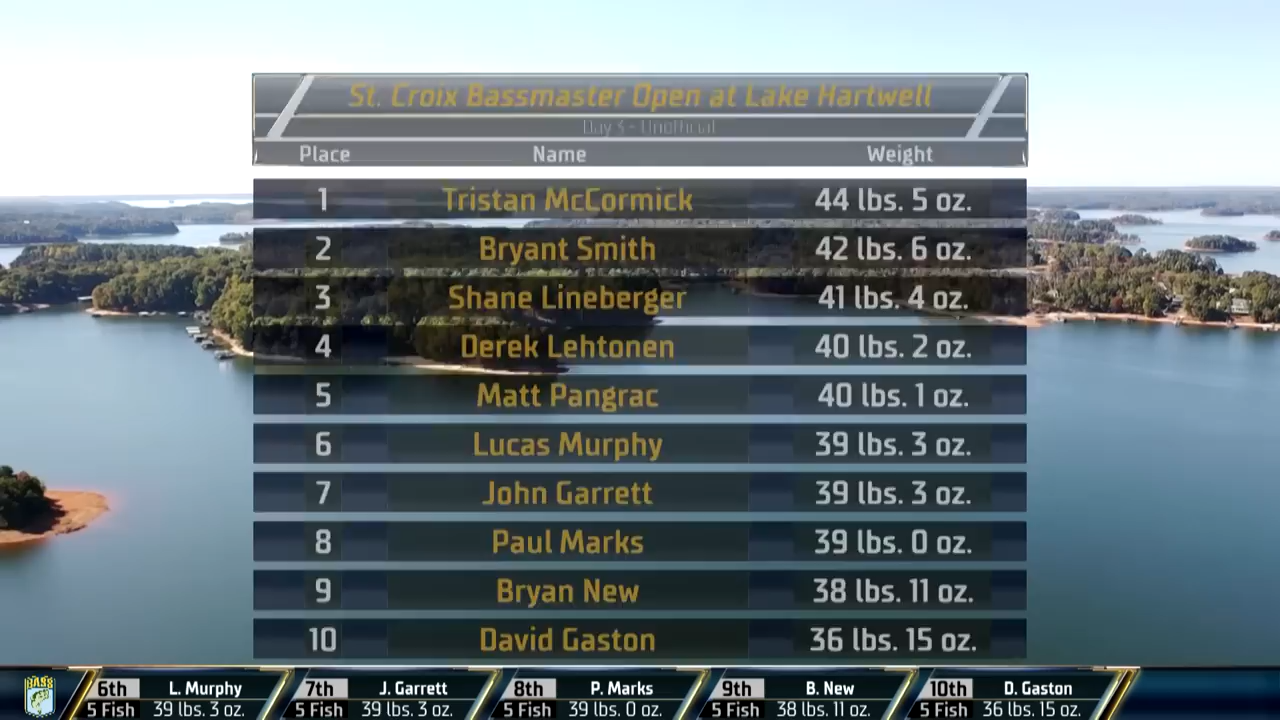 St. Croix Bassmaster Open at Lake Hartwell
Day 3 - Unofficial
Place Name Weight
1 Tristan McCormick 44 lbs. 5 oz.
2 Bryant Smith 42 lbs. 6 oz.
3 Shane Lineberger 41 lbs. 4 oz.
4 Derek Lehtonen 40 lbs. 2 oz.
5 Matt Pangrac 40 lbs. 1 oz.
6 Lucas Murphy 39 lbs. 3 oz.
7 John Garrett 39 lbs. 3 oz.
8 Paul Marks 39 lbs. 0 oz.
9 Bryan New 38 lbs. 11 oz.
10 David Gaston 36 lbs. 15 oz.
BASS
6th L. Murphy 7th J. Garrett 8th P. Marks 9th B. New 10th D. Gaston
5 Fish 39 lbs. 3 oz. 5 Fish 39 lbs. 3 oz. 5 Fish 39 lbs. 0 oz. 5 Fish 38 lbs. 11 oz. 5 Fish 36 lbs. 15 oz.